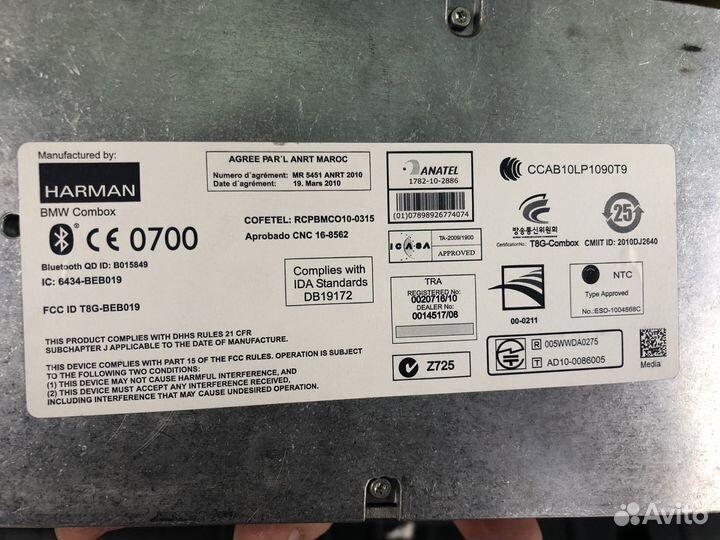 Manufactured by:
HARMAN
BMW Combox
CE 0700
Bluetooth QD ID: B015849
IC: 6434-BEB019
FCC ID T8G-BEB019
AGREE PAR'L ANRT MAROC
Numero d'agrément: MR 5451 ANRT 2010
Date d'agrément: 19. Mars 2010
COFETEL: RCPBMCO10-0315
Aprobado CNC 16-8562
Complies with
IDA Standards
DB19172
THIS PRODUCT COMPLIES WITH DHHS RULES 21 CFR
SUBCHAPTER J APPLICABLE TO THE DATE OF MANUFACTURE.
THIS DEVICE COMPLIES WITH PART 15 OF THE FCC RULES. OPERATION IS SUBJECT
TO THE FOLLOWING TWO CONDITIONS:
(1) THIS DEVICE MAY NOT CAUSE HARMFUL INTERFERENCE, AND
(2) THIS DEVICE MUST ACCEPT ANY INTERFERENCE RECEIVED,
INCLUDING INTERFERENCE THAT MAY CAUSE UNDESIRED OPERATION
ANATEL
1782-10-2886
(01)07898926774074
ICASA
TA-2009/1900
APPROVED
TRA
REGISTERED No:
0020716/10
DEALER No:
0014517/08
Z725
CCAB10LP1090T9
방송통신위원회
25
CertificationNo.: T8G-Combox
CMIIT ID: 2010DJ2640
00-0211
NTC
Type Approved
No.:ESD-1004568C
R 005WWDA0275
T AD10-0086005
Media
Avito